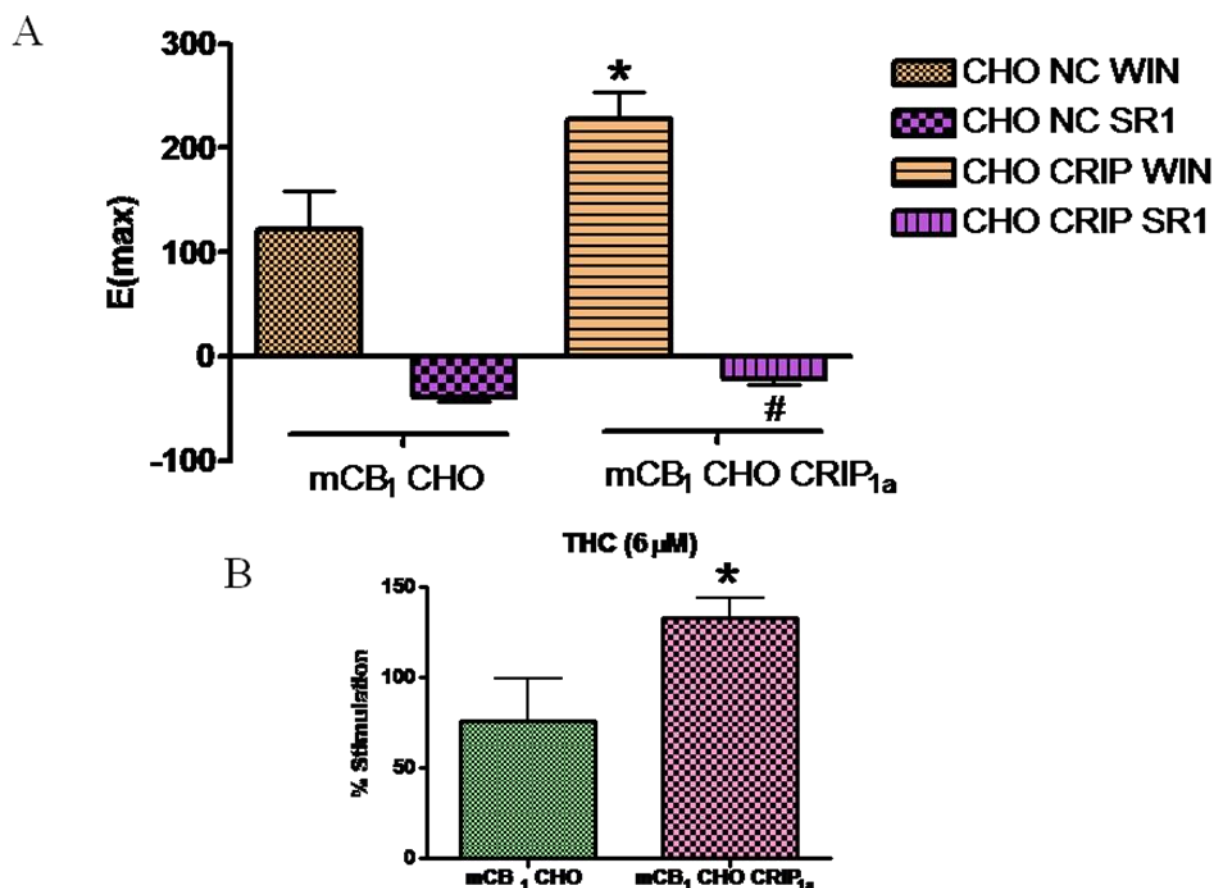 A
300
200
100
0
-100
E(max)
*
#
mCB1 CHO
mCB1 CHO CRIP1a
CHO NC WIN
CHO NC SR1
CHO CRIP WIN
CHO CRIP SR1
B
THC (6 µM)
*
150
100
50
0
% Stimulation
mCB 1 CHO
mCB1 CHO CRIP1a